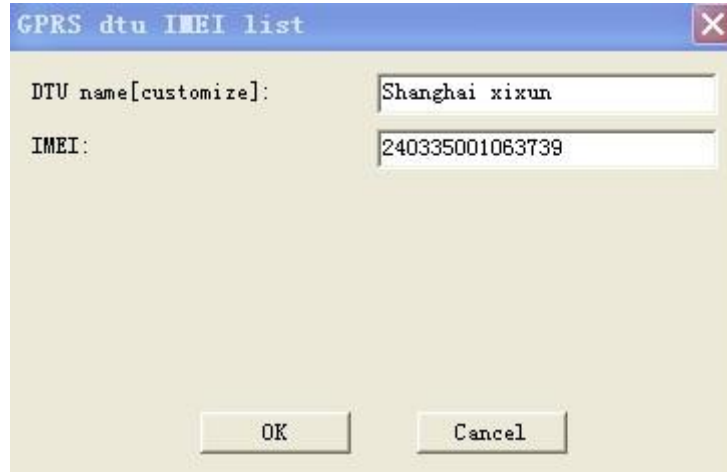 GPRS dtu IMEI list
DTU name[customize]: Shanghai xixun
IMEI: 240335001063739
OK Cancel